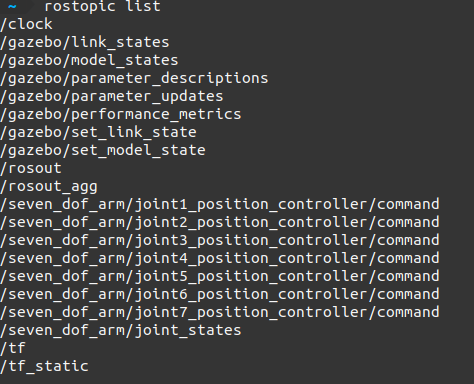 ~ rostopic list
/clock
/gazebo/link_states
/gazebo/model_states
/gazebo/parameter_descriptions
/gazebo/parameter_updates
/gazebo/performance_metrics
/gazebo/set_link_state
/gazebo/set_model_state
/rosout
/rosout_agg
/seven_dof_arm/joint1_position_controller/command
/seven_dof_arm/joint2_position_controller/command
/seven_dof_arm/joint3_position_controller/command
/seven_dof_arm/joint4_position_controller/command
/seven_dof_arm/joint5_position_controller/command
/seven_dof_arm/joint6_position_controller/command
/seven_dof_arm/joint7_position_controller/command
/seven_dof_arm/joint_states
/tf
/tf_static